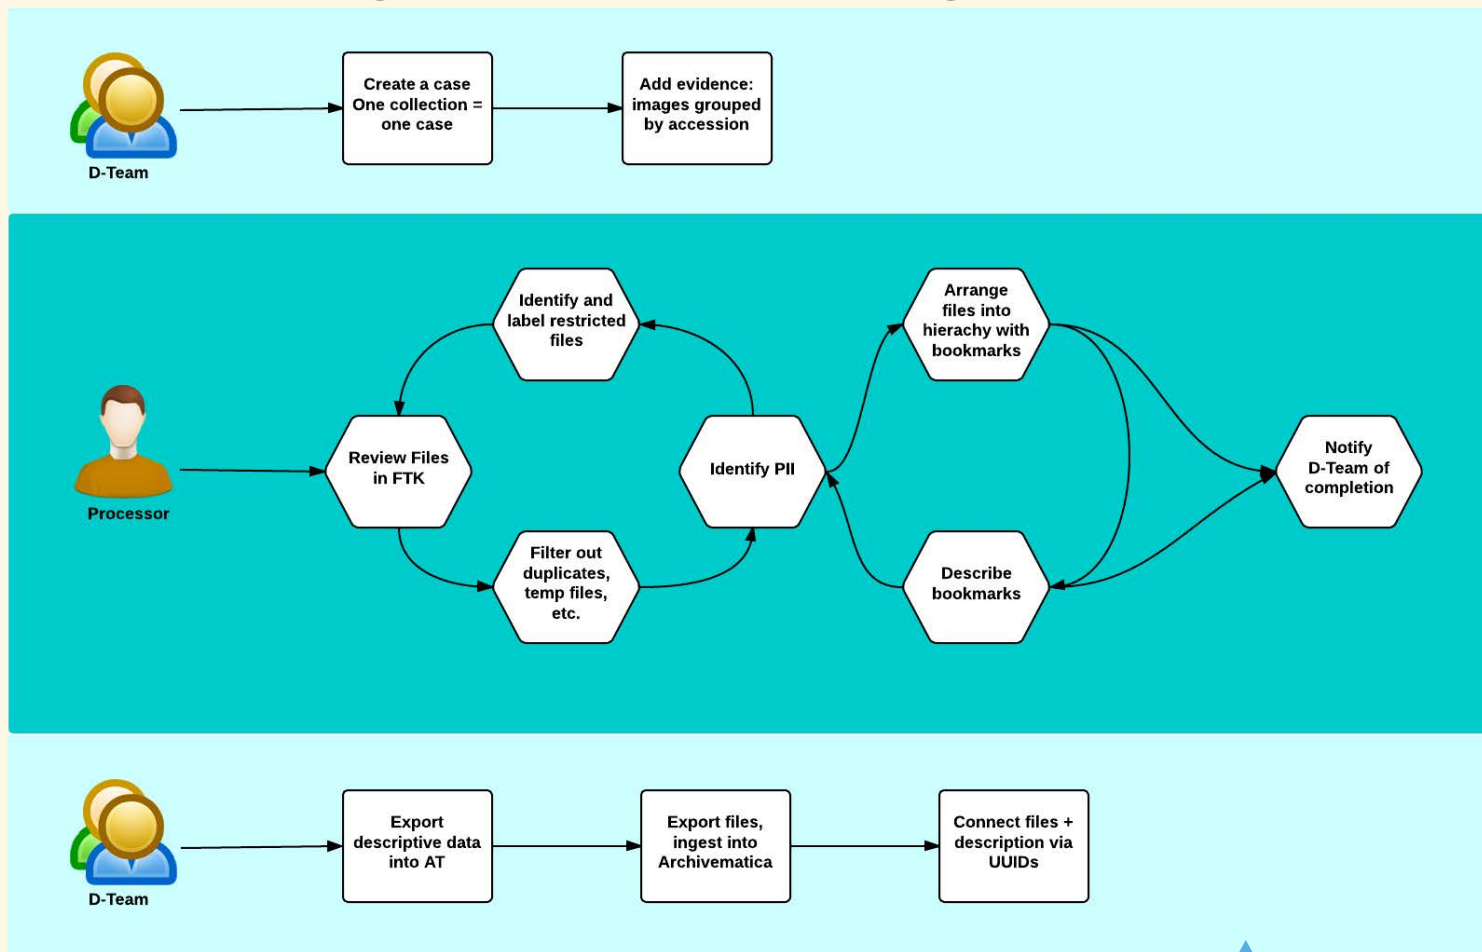 Create a case
One collection =
one case
Add evidence:
images grouped
by accession
D-Team
Identify and
label restricted
files
Arrange
files into
hierachy with
bookmarks
Review Files
in FTK
Identify PII
Notify
D-Team of
completion
Processor
Filter out
duplicates,
temp files,
etc.
Describe
bookmarks
Export
descriptive data
into AT
Export files,
ingest into
Archivematica
Connect files +
description via
UUIDs
D-Team